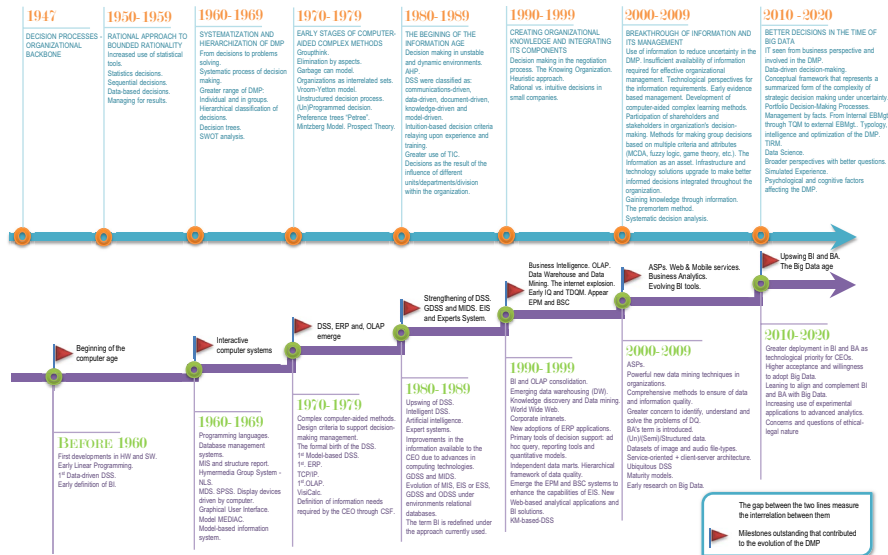 1947
DECISION PROCESSES -
ORGANIZATIONAL
BACKBONE
1950-1959
RATIONAL APPROACH TO
BOUNDED RATIONALITY
Increased use of statistical
tools.
Statistics decisions.
Sequential decisions.
Data-based decisions.
Managing for results.
1960-1969
SYSTEMATIZATION AND
HIERARCHIZATION OF DMP
From decisions to problems
solving.
Systematic process of decision
making.
Greater range of DMP:
Individual and in groups.
Hierarchical classification of
decisions.
Decision trees.
SWOT analysis.
1970-1979
EARLY STAGES OF COMPUTER-
AIDED COMPLEX METHODS
Groupthink.
Elimination by aspects.
Garbage can model.
Organizations as interrelated sets.
Vroom-Yetton model.
Unstructured decision process.
(Un)Programmed decision.
Preference trees "Petree".
Mintzberg Model. Prospect Theory.
1980-1989
THE BEGINING OF THE
INFORMATION AGE
Decision making in unstable
and dynamic environments.
AHP.
DSS were classified as:
communications-driven,
data-driven, document-driven,
knowledge-driven and
model-driven.
Intuition-based decision criteria
relaying upon experience and
training.
Greater use of TIC.
Decisions as the result of the
influence of different
units/departments/division
within the organization.
1990-1999
CREATING ORGANIZATIONAL
KNOWLEDGE AND INTEGRATING
ITS COMPONENTS
Decision making in the negotiation
process. The Knowing Organization.
Heuristic approach.
Rational vs. intuitive decisions in
small companies.
2000-2009
BREAKTHROUGH OF INFORMATION AND
ITS MANAGEMENT
Use of information to reduce uncertainty in the
DMP. Insufficient availability of information
required for effective organizational
management. Technological perspectives for
the information requirements. Early evidence
based management. Development of
computer-aided complex learning methods.
Participation of shareholders and
stakeholders in organization's decision-
making. Methods for making group decisions
based on multiple criteria and attributes
(MCDA, fuzzy logic, game theory, etc.). The
Information as an asset. Infrastructure and
technology solutions upgrade to make better
informed decisions integrated throughout the
organization.
Gaining knowledge through information.
The premortem method.
Systematic decision analysis.
2010 -2020
BETTER DECISIONS IN THE TIME OF
BIG DATA
IT seen from business perspective and
involved in the DMP.
Data-driven decision-making.
Conceptual framework that represents a
summarized form of the complexity of
strategic decision making under uncertainty.
Portfolio Decision-Making Processes.
Management by facts. From Internal EBMgt
through TQM to external EBMgt.. Typology,
intelligence and optimization of the DMP.
TIRM.
Data Science.
Broader perspectives with better questions.
Simulated Experience.
Psychological and cognitive factors
affecting the DMP.
Beginning of the
computer age
Interactive
computer systems
DSS, ERP and, OLAP
emerge
Strengthening of DSS.
GDSS and MIDS. EIS
and Experts System.
Business Intelligence. OLAP.
Data Warehouse and Data
Mining. The internet explosion.
Early IQ and TDQM. Appear
EPM and BSC
ASPs. Web & Mobile services.
Business Analytics.
Evolving BI tools.
Upswing BI and BA.
The Big Data age
BEFORE 1960
First developments in HW and SW.
Early Linear Programming.
1st Data-driven DSS.
Early definition of BI.
1960-1969
Programming languages.
Database management
systems.
MIS and structure report.
Hymermedia Group System -
NLS.
MDS. SPSS. Display devices
driven by computer.
Graphical User Interface.
Model MEDIAC.
Model-based information
system.
1970-1979
Complex computer-aided methods.
Design criteria to support decision-
making management.
The formal birth of the DSS.
1st Model-based DSS.
1st. ERP.
TCP/IP.
1st.OLAP.
VisiCalc.
Definition of information needs
required by the CEO through CSF.
1980-1989
Upswing of DSS.
Intelligent DSS.
Artificial intelligence.
Expert systems.
Improvements in the
information available to the
CEO due to advances in
computing technologies.
GDSS and MIDS.
Evolution of MIS, EIS or ESS,
GDSS and ODSS under
environments relational
databases.
The term BI is redefined under
the approach currently used.
1990-1999
BI and OLAP consolidation.
Emerging data warehousing (DW).
Knowledge discovery and Data mining.
World Wide Web.
Corporate intranets.
New adoptions of ERP applications.
Primary tools of decision support: ad
hoc query, reporting tools and
quantitative models.
Independent data marts. Hierarchical
framework of data quality.
Emerge the EPM and BSC systems to
enhance the capabilities of EIS. New
Web-based analytical applications and
BI solutions.
KM-based-DSS
2000-2009
ASPs.
Powerful new data mining techniques in
organizations.
Comprehensive methods to ensure of data
and information quality.
Greater concern to identify, understand and
solve the problems of DQ.
BA's term is introduced.
(Un)/(Semi)/Structured data.
Datasets of image and audio file-types.
Service-oriented + client-server architecture.
Ubiquitous DSS
Maturity models.
Early research on Big Data.
2010-2020
Greater deployment in BI and BA as
technological priority for CEOs.
Higher acceptance and willingness
to adopt Big Data.
Leaning to align and complement BI
and BA with Big Data.
Increasing use of experimental
applications to advanced analytics.
Concerns and questions of ethical-
legal nature
The gap between the two lines measure
the interrelation between them
Milestones outstanding that contributed
to the evolution of the DMP